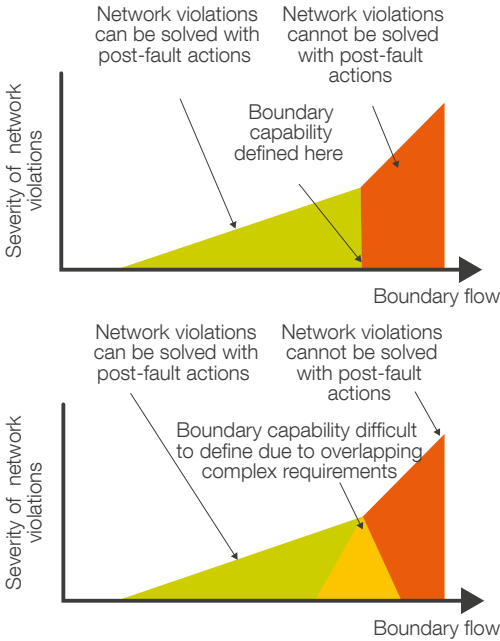 Network violations
can be solved with
post-fault actions
Network violations
cannot be solved
with post-fault
actions
Boundary
capability
defined here
Severity of network
violations
Boundary flow
Network violations
can be solved with
post-fault actions
Network violations
cannot be solved
with post-fault
actions
Boundary capability difficult
to define due to overlapping
complex requirements
Severity of network
violations
Boundary flow